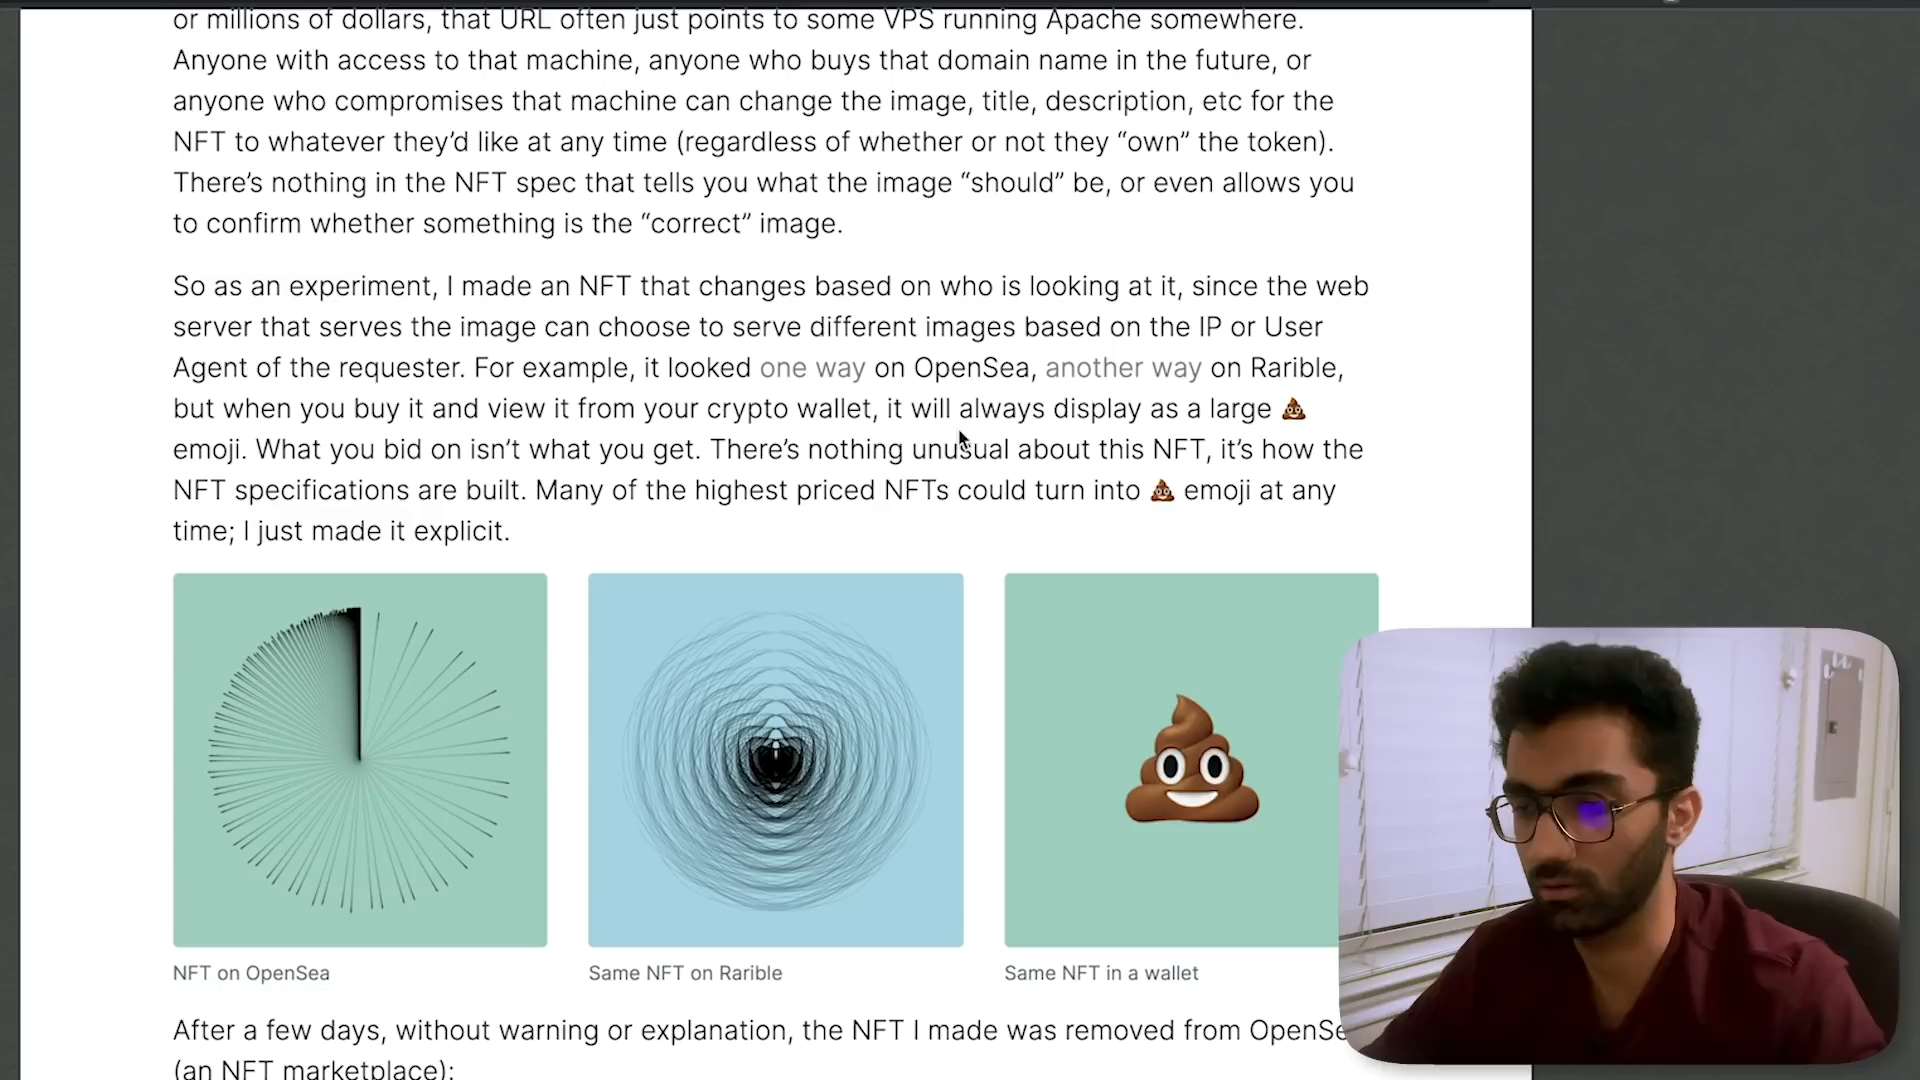 or millions of dollars, that URL often just points to some VPS running Apache somewhere.
Anyone with access to that machine, anyone who buys that domain name in the future, or
anyone who compromises that machine can change the image, title, description, etc for the
NFT to whatever they’d like at any time (regardless of whether or not they “own” the token).
There’s nothing in the NFT spec that tells you what the image “should” be, or even allows you
to confirm whether something is the “correct” image.
So as an experiment, I made an NFT that changes based on who is looking at it, since the web
server that serves the image can choose to serve different images based on the IP or User
Agent of the requester. For example, it looked one way on OpenSea, another way on Rarible,
but when you buy it and view it from your crypto wallet, it will always display as a large 💩
emoji. What you bid on isn’t what you get. There’s nothing unusual about this NFT, it’s how the
NFT specifications are built. Many of the highest priced NFTs could turn into 💩 emoji at any
time; I just made it explicit.
NFT on OpenSea
Same NFT on Rarible
Same NFT in a wallet
After a few days, without warning or explanation, the NFT I made was removed from OpenSe
(an NFT marketplace):